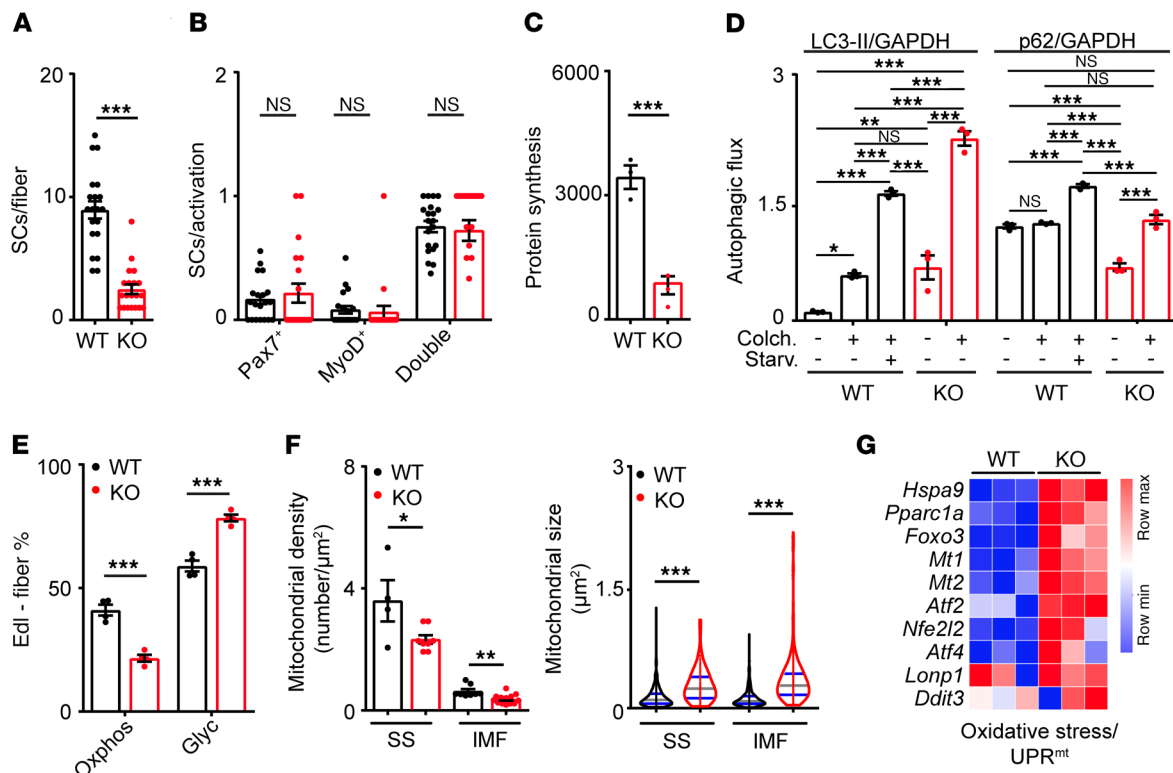 A
20
10
0
SCs/fiber
***
WT KO
B
2
1
0
SCs/activation
NS NS NS
Pax7⁺
MyoD⁺
Double
C
6000
3000
0
Protein synthesis
***
WT KO
D
LC3-II/GAPDH p62/GAPDH
3
1.5
0
Autophagic flux
***
***
***
***
** ***
NS
***
***
***
*
NS
NS
***
***
***
***
***
***
***
NS
Colch. - + + - + - + + - +
Starv. + +
WT KO WT KO
E
100
50
0
Edl - fiber %
WT
KO
***
***
Oxphos
Glyc
F
8
4
0
Mitochondrial density
(number/µm²)
WT
KO
*
**
SS IMF
3
1.5
0
Mitochondrial size
(µm²)
WT
KO
***
***
SS IMF
G
WT KO
Hspa9
Pparc1a
Foxo3
Mt1
Mt2
Atf2
Nfe2l2
Atf4
Lonp1
Ddit3
Row max
Row min
Oxidative stress/
UPRᵐᵗ